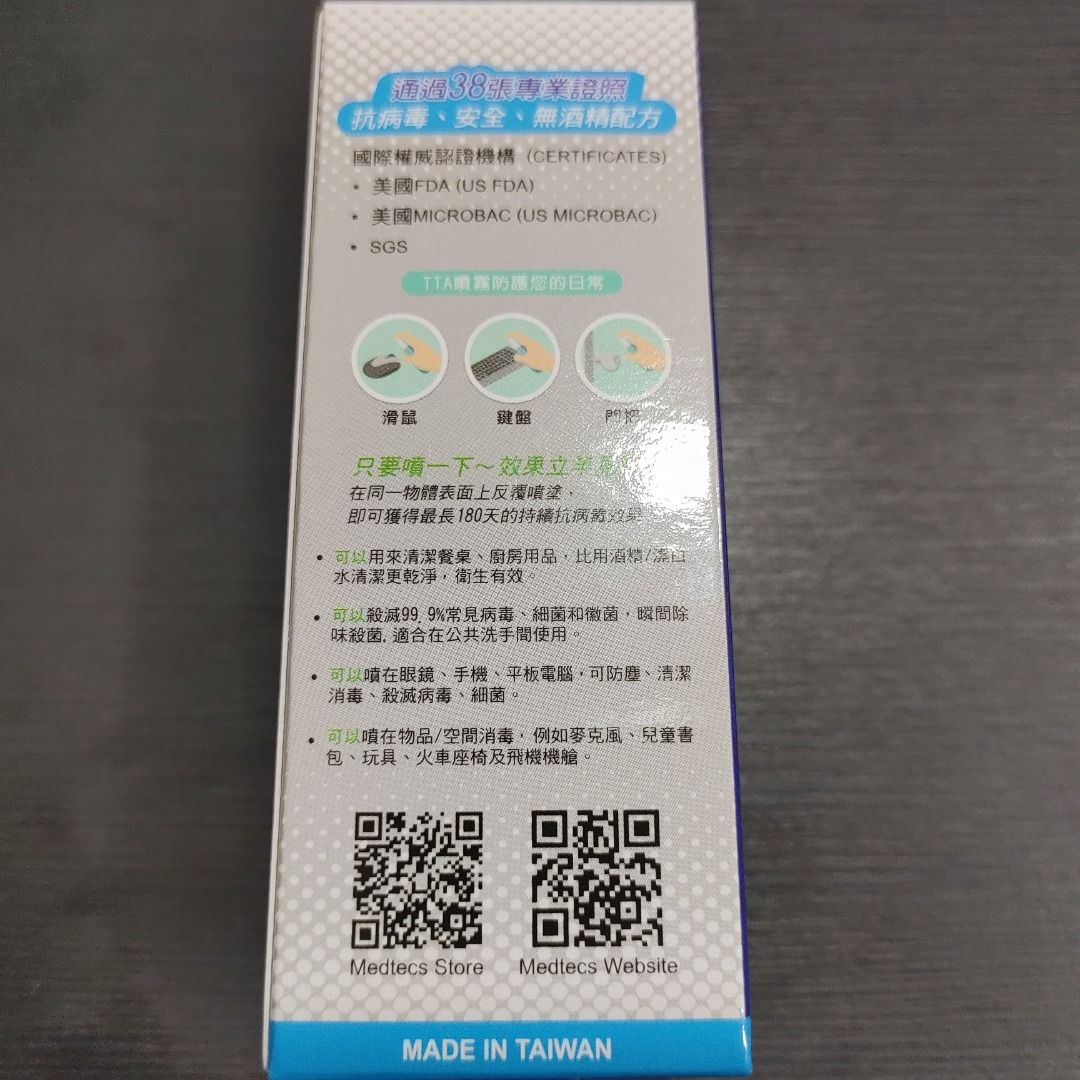 通過38張專業證照
抗病毒、安全、無酒精配方
國際權威認證機構 (CERTIFICATES)
• 美國FDA (US FDA)
• 美國MICROBAC (US MICROBAC)
• SGS
TTA噴霧防護您的日常
滑鼠 鍵盤 門把
只要噴一下~效果立
在同一物體表面上反覆噴塗,
即可獲得最長180天的持續抗病菌效果
• 可以用來清潔餐桌、廚房用品,比用酒精/漂白
水清潔更乾淨,衛生有效。
• 可以殺滅99.9%常見病毒、細菌和黴菌,瞬間除
味殺菌,適合在公共洗手間使用。
• 可以噴在眼鏡、手機、平板電腦,可防塵、清潔
消毒、殺滅病毒、細菌。
• 可以噴在物品/空間消毒,例如麥克風、兒童書
包、玩具、火車座椅及飛機機艙。
Medtecs Store Medtecs Website
MADE IN TAIWAN